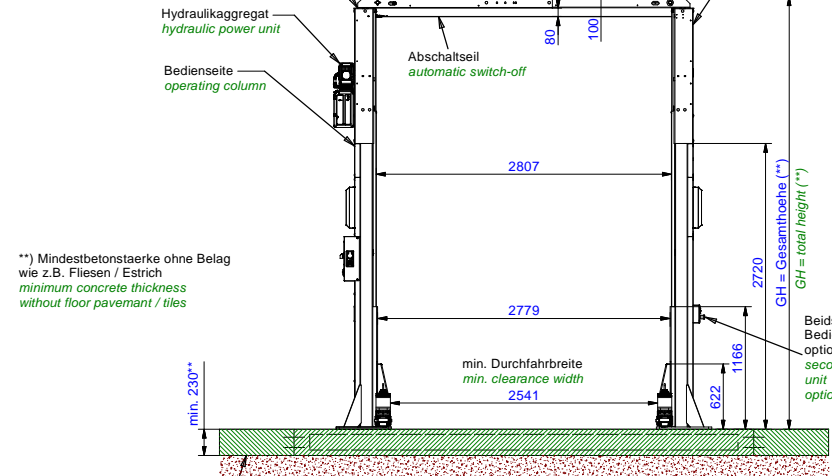 Hydraulikaggregat
hydraulic power unit
80
100
Abschaltseil
automatic switch-off
Bedienseite
operating column
2807
**) Mindestbetonstaerke ohne Belag
wie z.B. Fliesen / Estrich
minimum concrete thickness
without floor pavemant / tiles
2720
GH = Gesamthoehe (**)
GH = total height (**)
2779
1166
min. Durchfahrbreite
min. clearance width
2541
622
min. 230**
unit